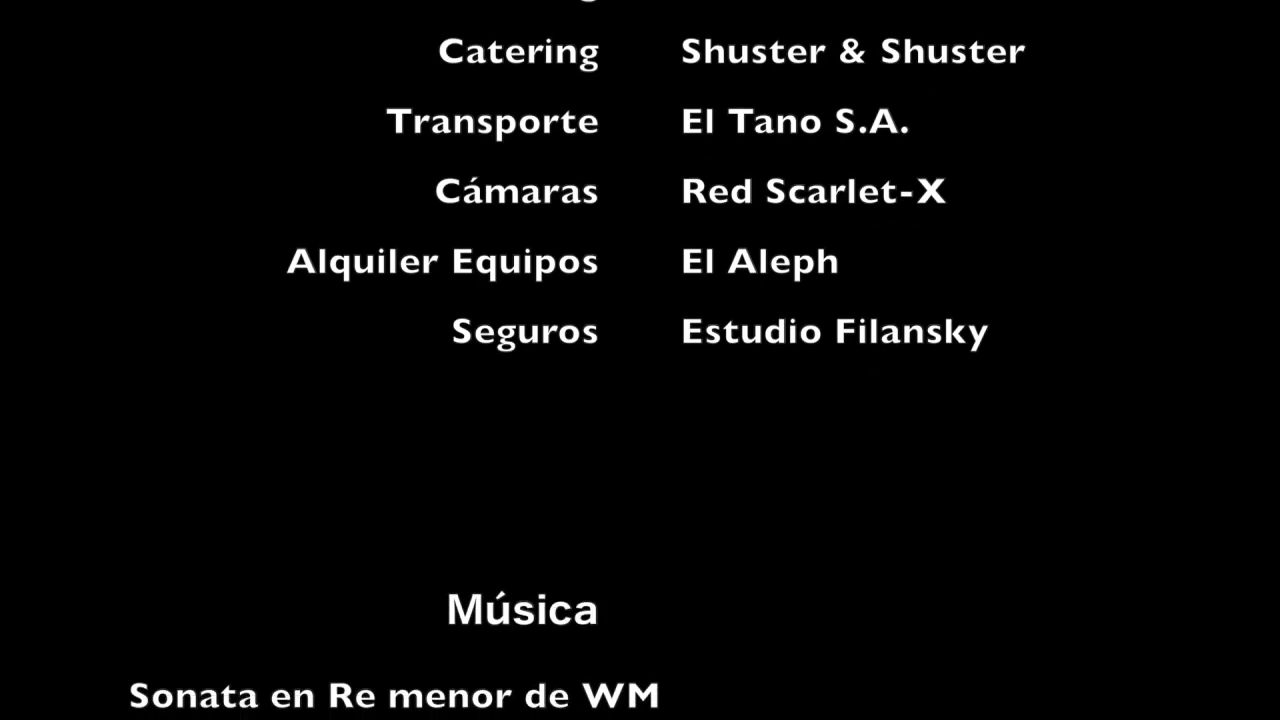 Catering Shuster & Shuster
Transporte El Tano S.A.
Cámaras Red Scarlet-X
Alquiler Equipos El Aleph
Seguros Estudio Filansky
Música
Sonata en Re menor de WM